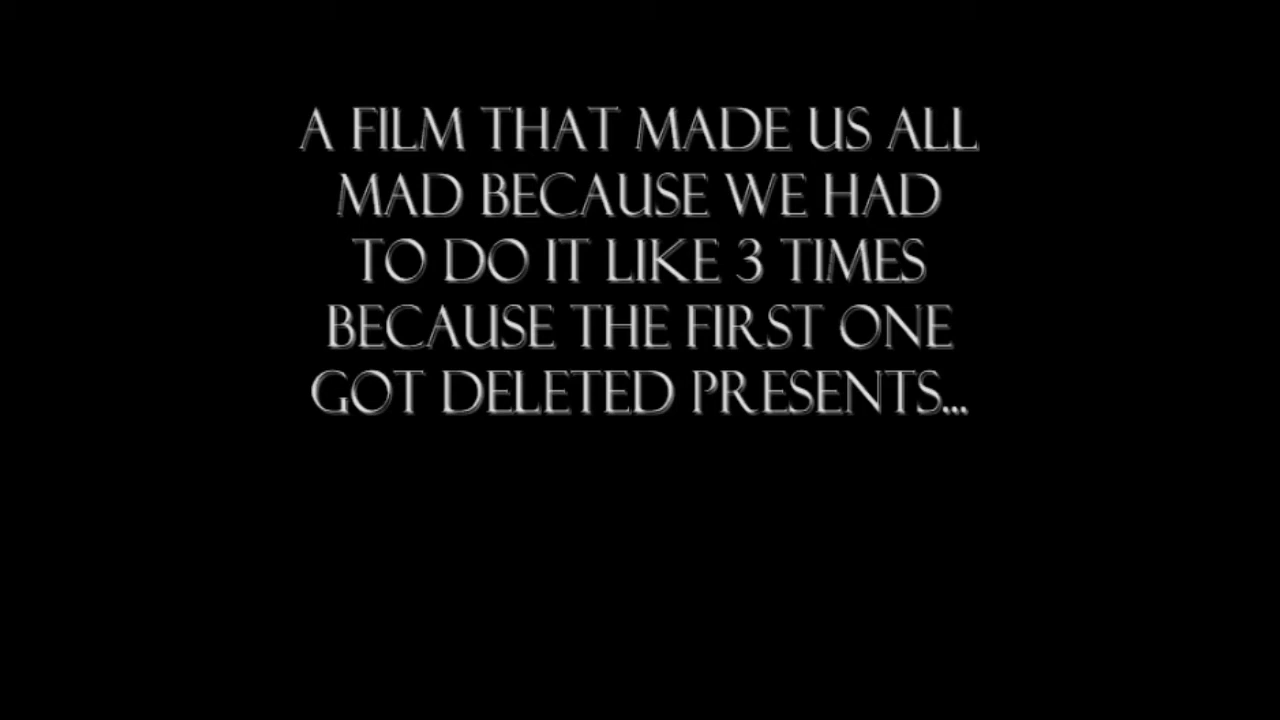 A FILM THAT MADE US ALL
MAD BECAUSE WE HAD
TO DO IT LIKE 3 TIMES
BECAUSE THE FIRST ONE
GOT DELETED PRESENTS...